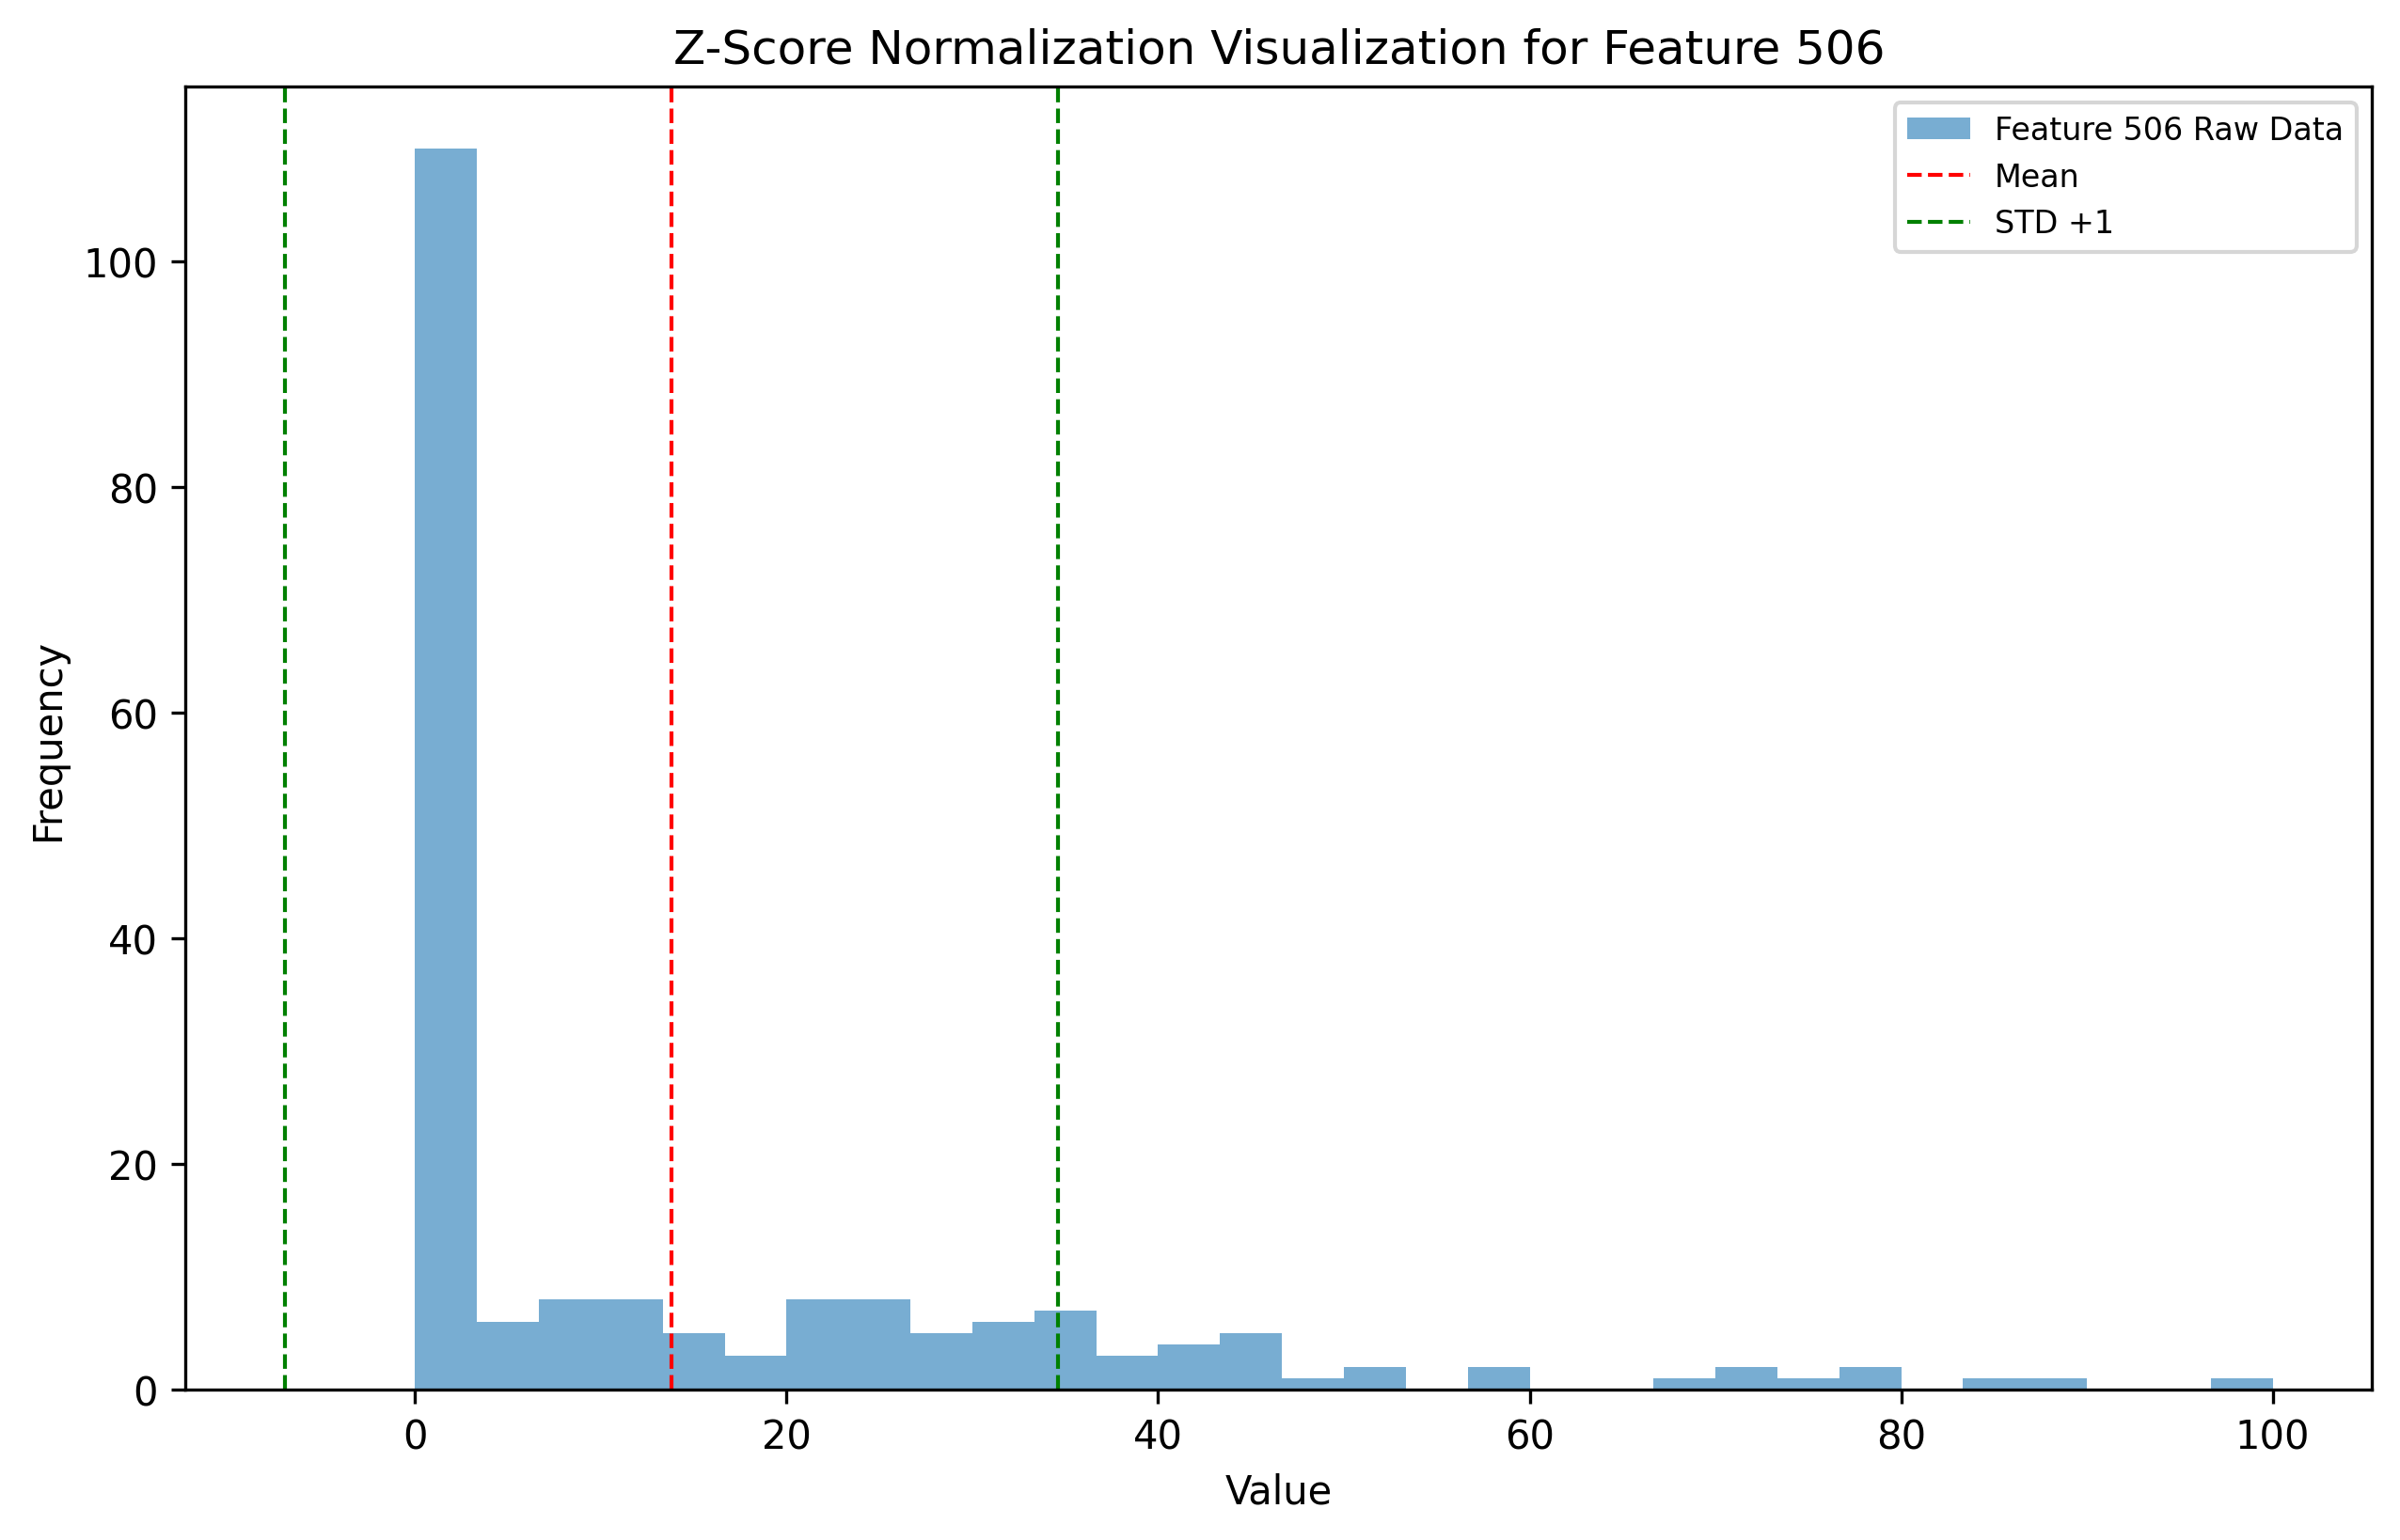 Z-Score Normalization Visualization for Feature 506
Feature 506 Raw Data
Mean
STD +1
Frequency
100
80
60
40
20
0
0 20 40 60 80 100
Value